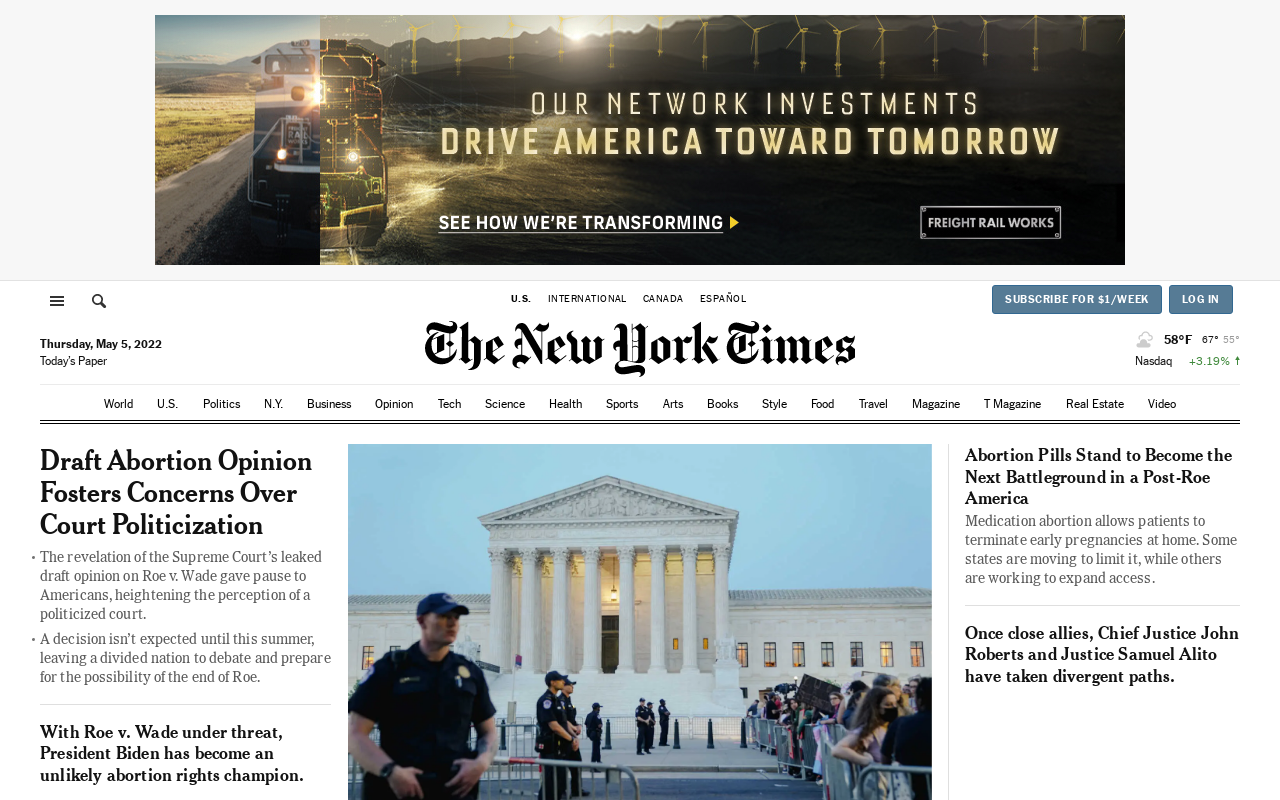 OUR NETWORK INVESTMENTS
DRIVE AMERICA TOWARD TOMORROW
SEE HOW WE'RE TRANSFORMING
FREIGHT RAIL WORKS
U.S. INTERNATIONAL CANADA ESPAÑOL
SUBSCRIBE FOR $1/WEEK LOG IN
The New York Times
Thursday, May 5, 2022
Today's Paper
58°F 67° 55°
Nasdaq +3.19% ↑
World U.S. Politics N.Y. Business Opinion Tech Science Health Sports Arts Books Style Food Travel Magazine T Magazine Real Estate Video
Draft Abortion Opinion
Fosters Concerns Over
Court Politicization
• The revelation of the Supreme Court's leaked
draft opinion on Roe v. Wade gave pause to
Americans, heightening the perception of a
politicized court.
• A decision isn't expected until this summer,
leaving a divided nation to debate and prepare
for the possibility of the end of Roe.
With Roe v. Wade under threat,
President Biden has become an
unlikely abortion rights champion.
Abortion Pills Stand to Become the
Next Battleground in a Post-Roe
America
Medication abortion allows patients to
terminate early pregnancies at home. Some
states are moving to limit it, while others
are working to expand access.
Once close allies, Chief Justice John
Roberts and Justice Samuel Alito
have taken divergent paths.